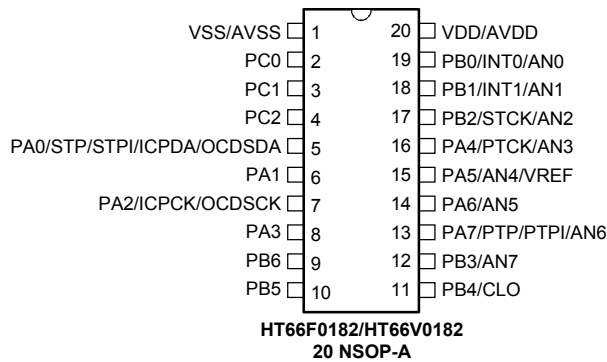 VSS/AVSS 1 20 VDD/AVDD
PC0 2 19 PB0/INT0/AN0
PC1 3 18 PB1/INT1/AN1
PC2 4 17 PB2/STCK/AN2
PA0/STP/STPI/ICPDA/OCDSDA 5 16 PA4/PTCK/AN3
PA1 6 15 PA5/AN4/VREF
PA2/ICPCK/OCDSCK 7 14 PA6/AN5
PA3 8 13 PA7/PTP/PTPI/AN6
PB6 9 12 PB3/AN7
PB5 10 11 PB4/CLO
HT66F0182/HT66V0182
20 NSOP-A